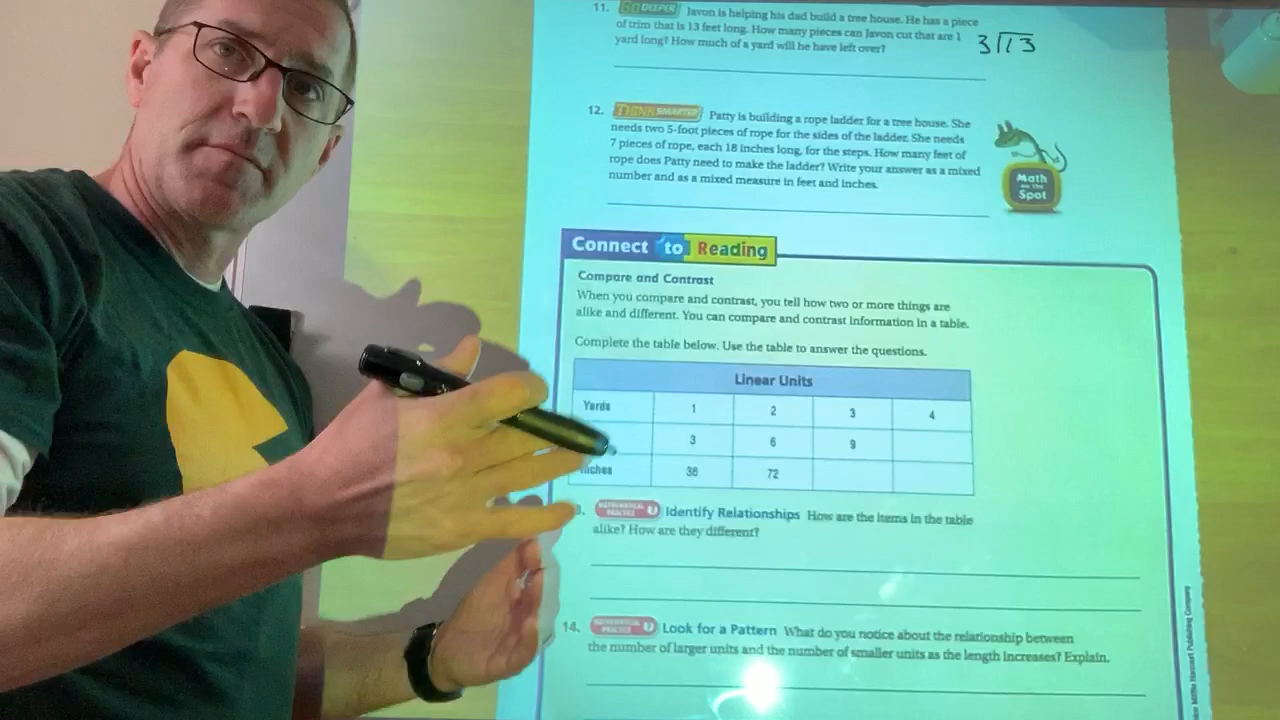 11. GO DEEPER Javon is helping his dad build a tree house. He has a piece
of trim that is 13 feet long. How many pieces can Javon cut that are 1
yard long? How much of a yard will he have left over?
3 13
12. THINK SMARTER Patty is building a rope ladder for a tree house. She
needs two 5-foot pieces of rope for the sides of the ladder. She needs
7 pieces of rope, each 18 inches long, for the steps. How many feet of
rope does Patty need to make the ladder? Write your answer as a mixed
number and as a mixed measure in feet and inches.
Math
on the
Spot
Connect to Reading
Compare and Contrast
When you compare and contrast, you tell how two or more things are
alike and different. You can compare and contrast information in a table.
Complete the table below. Use the table to answer the questions.
Linear Units
Yards 1 2 3 4
3 6 9
Inches 36 72
3. MATHEMATICAL PRACTICE Identify Relationships How are the items in the table
alike? How are they different?
14. MATHEMATICAL PRACTICE Look for a Pattern What do you notice about the relationship between
the number of larger units and the number of smaller units as the length increases? Explain.
Mifflin Harcourt Publishing Company